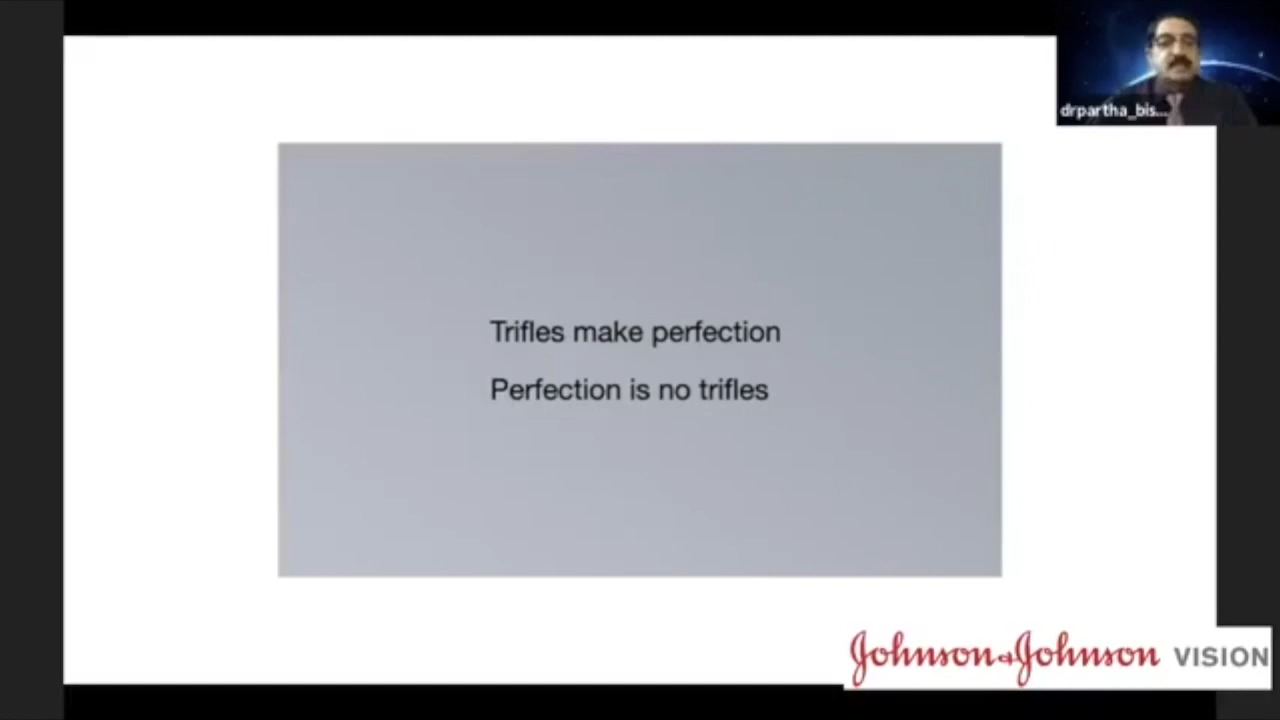 drpartha_bis...
Trifles make perfection
Perfection is no trifles
Johnson&Johnson VISION